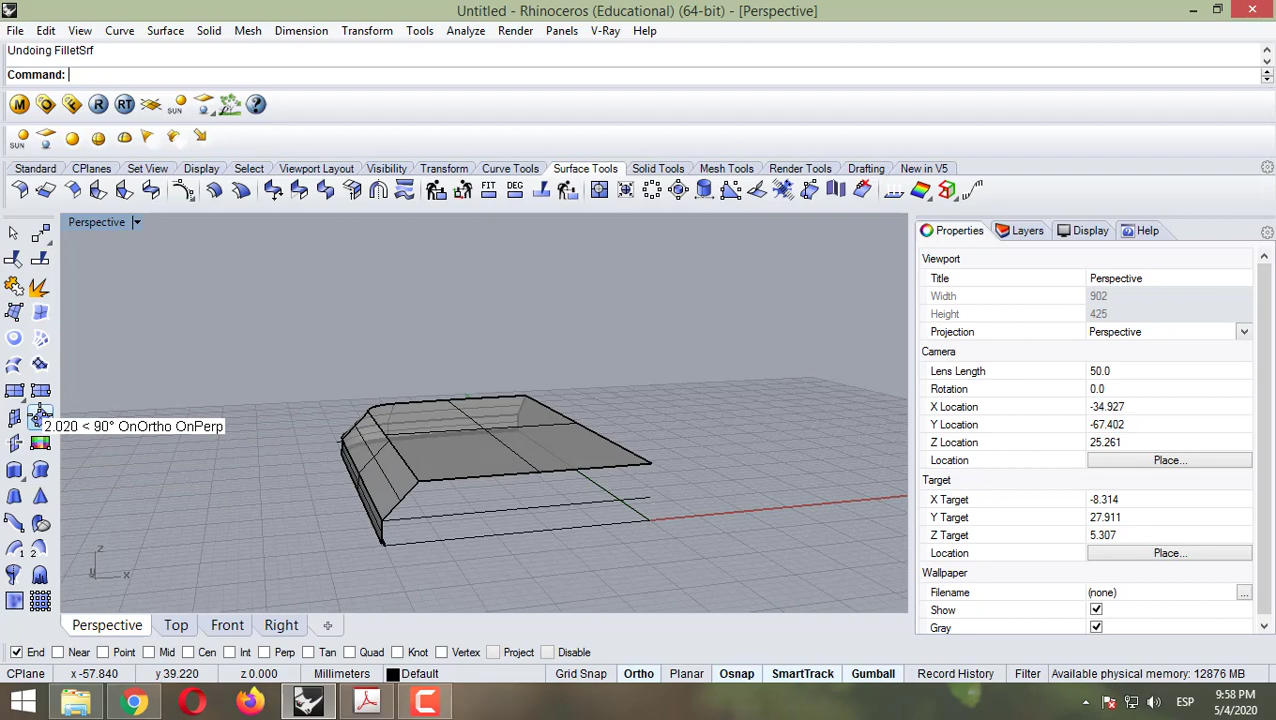 Untitled - Rhinoceros (Educational) (64-bit) - [Perspective]
File Edit View Curve Surface Solid Mesh Dimension Transform Tools Analyze Render Panels V-Ray Help
Undoing FilletSrf
Command:
M O F R RT SUN ?
SUN
Standard CPlanes Set View Display Select Viewport Layout Visibility Transform Curve Tools Surface Tools Solid Tools Mesh Tools Render Tools Drafting New in V5
FIT DEG
Perspective
Properties Layers Display Help
Viewport
Title Perspective
Width 902
Height 425
Projection Perspective
Camera
Lens Length 50.0
Rotation 0.0
X Location -34.927
Y Location -67.402
Z Location 25.261
Location Place...
Target
X Target -8.314
Y Target 27.911
Z Target 5.307
Location Place...
Wallpaper
Filename (none) ...
Show
Gray
2.020 < 90° OnOrtho OnPerp
z
y x
Perspective Top Front Right
End Near Point Mid Cen Int Perp Tan Quad Knot Vertex Project Disable
CPlane x -57.840 y 39.220 z 0.000 Millimeters Default Grid Snap Ortho Planar Osnap SmartTrack Gumball Record History Filter Available physical memory: 12876 MB
ESP
9:58 PM
5/4/2020